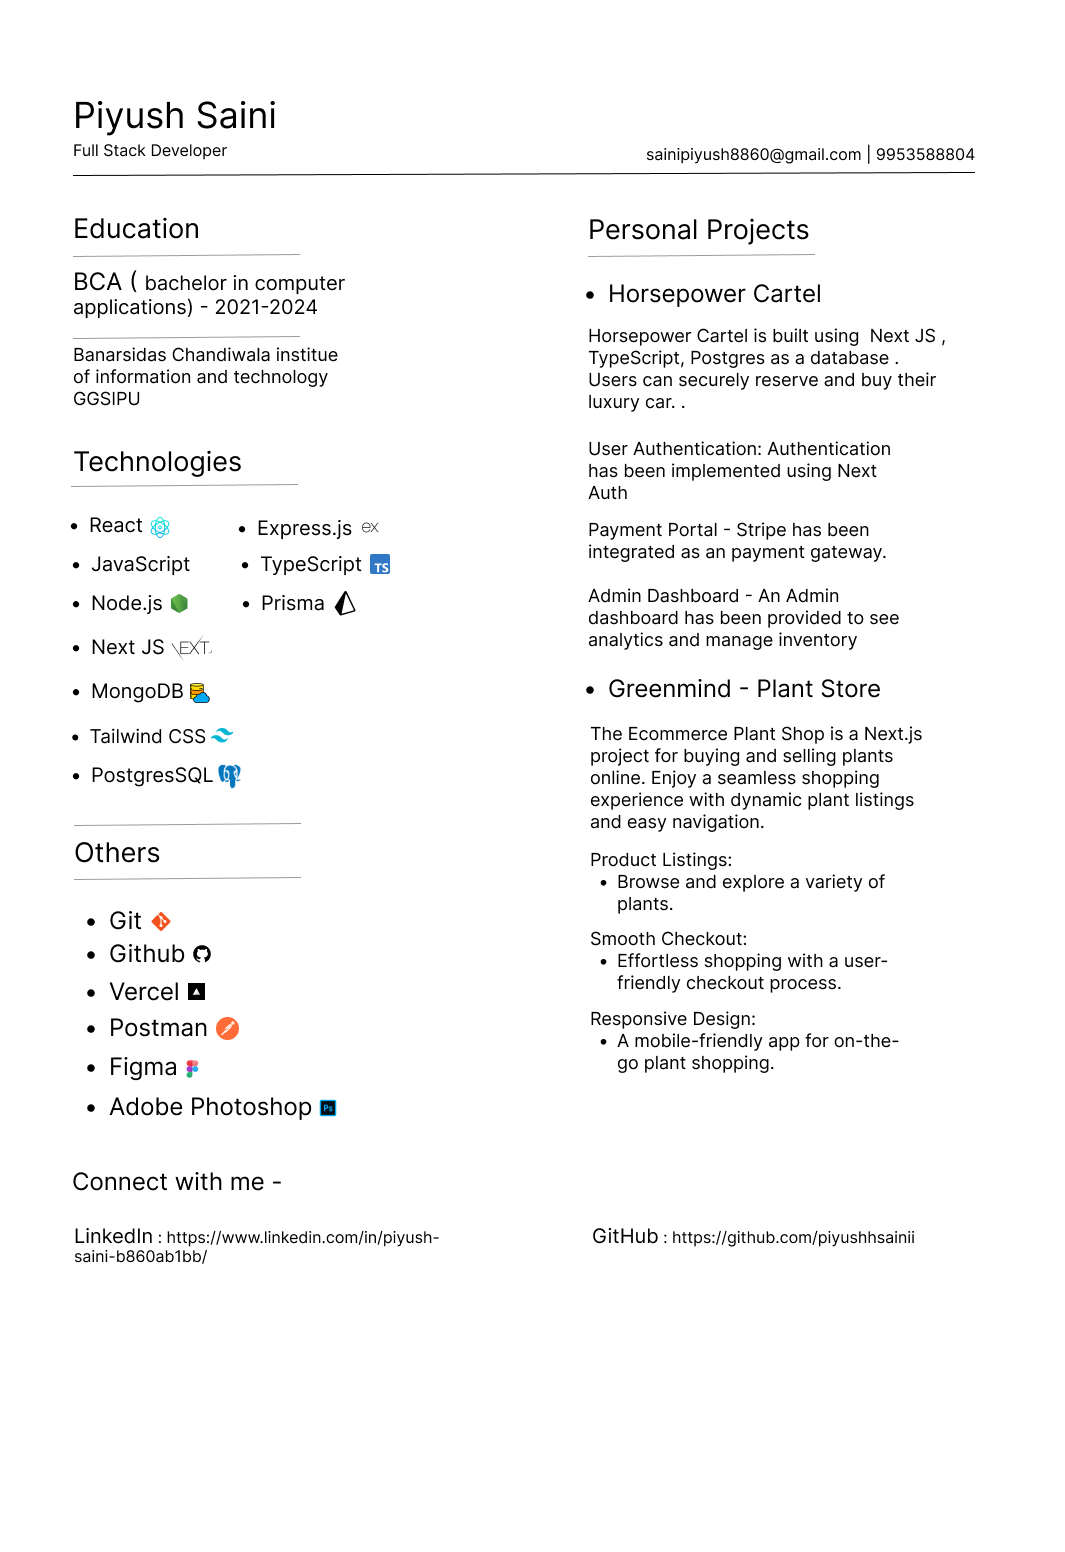 Piyush Saini
Full Stack Developer
sainipiyush8860@gmail.com | 9953588804
Education
BCA ( bachelor in computer
applications) - 2021-2024
Banarsidas Chandiwala institue
of information and technology
GGSIPU
Technologies
• React
• JavaScript
• Node.js
• Next JS NEXT.JS
• MongoDB
• Tailwind CSS
• PostgresSQL
• Express.js ex
• TypeScript TS
• Prisma
Others
• Git
• Github
• Vercel
• Postman
• Figma
• Adobe Photoshop Ps
Personal Projects
• Horsepower Cartel
Horsepower Cartel is built using  Next JS ,
TypeScript, Postgres as a database .
Users can securely reserve and buy their
luxury car. .
User Authentication: Authentication
has been implemented using Next
Auth
Payment Portal - Stripe has been
integrated as an payment gateway.
Admin Dashboard - An Admin
dashboard has been provided to see
analytics and manage inventory
• Greenmind - Plant Store
The Ecommerce Plant Shop is a Next.js
project for buying and selling plants
online. Enjoy a seamless shopping
experience with dynamic plant listings
and easy navigation.
Product Listings:
• Browse and explore a variety of
plants.
Smooth Checkout:
• Effortless shopping with a user-
friendly checkout process.
Responsive Design:
• A mobile-friendly app for on-the-
go plant shopping.
Connect with me -
LinkedIn : https://www.linkedin.com/in/piyush-
saini-b860ab1bb/
GitHub : https://github.com/piyushhsainii